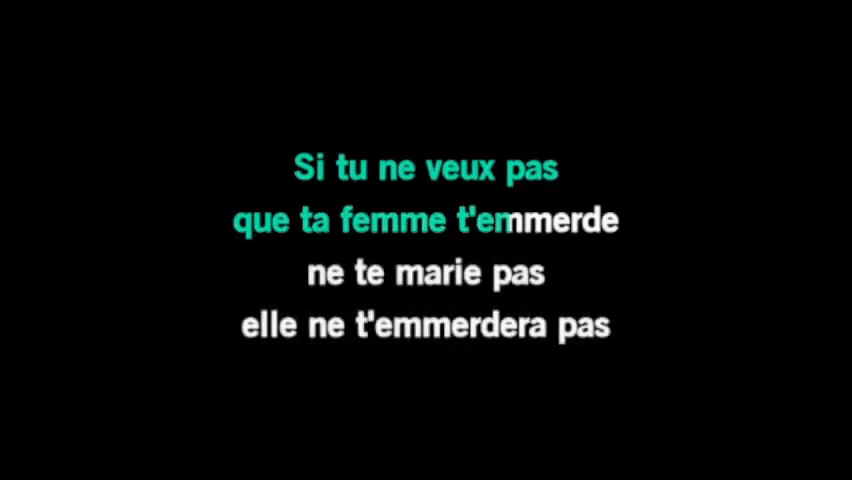 Si tu ne veux pas
que ta femme t'emmerde
ne te marie pas
elle ne t'emmerdera pas